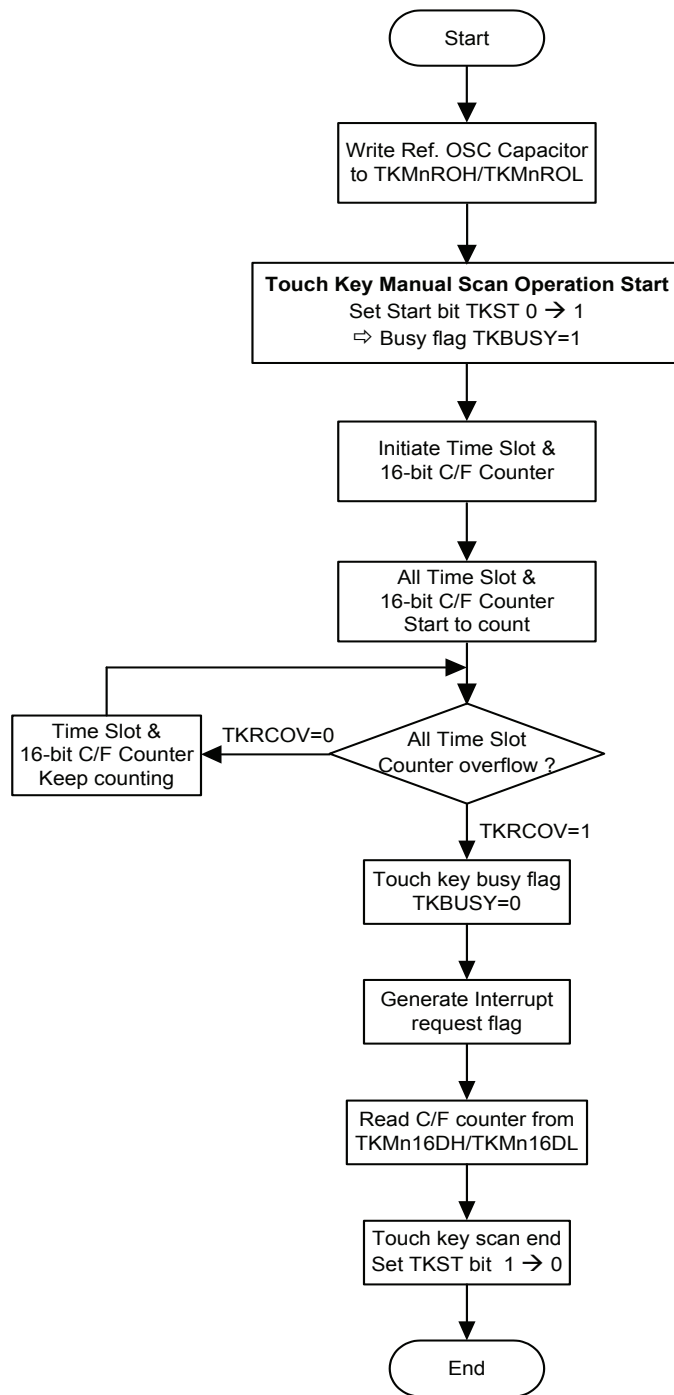 Start
Write Ref. OSC Capacitor
to TKMnROH/TKMnROL
Touch Key Manual Scan Operation Start
Set Start bit TKST 0 → 1
⇨ Busy flag TKBUSY=1
Initiate Time Slot &
16-bit C/F Counter
All Time Slot &
16-bit C/F Counter
Start to count
Time Slot &
16-bit C/F Counter
Keep counting
TKRCOV=0
All Time Slot
Counter overflow ?
TKRCOV=1
Touch key busy flag
TKBUSY=0
Generate Interrupt
request flag
Read C/F counter from
TKMn16DH/TKMn16DL
Touch key scan end
Set TKST bit 1 → 0
End